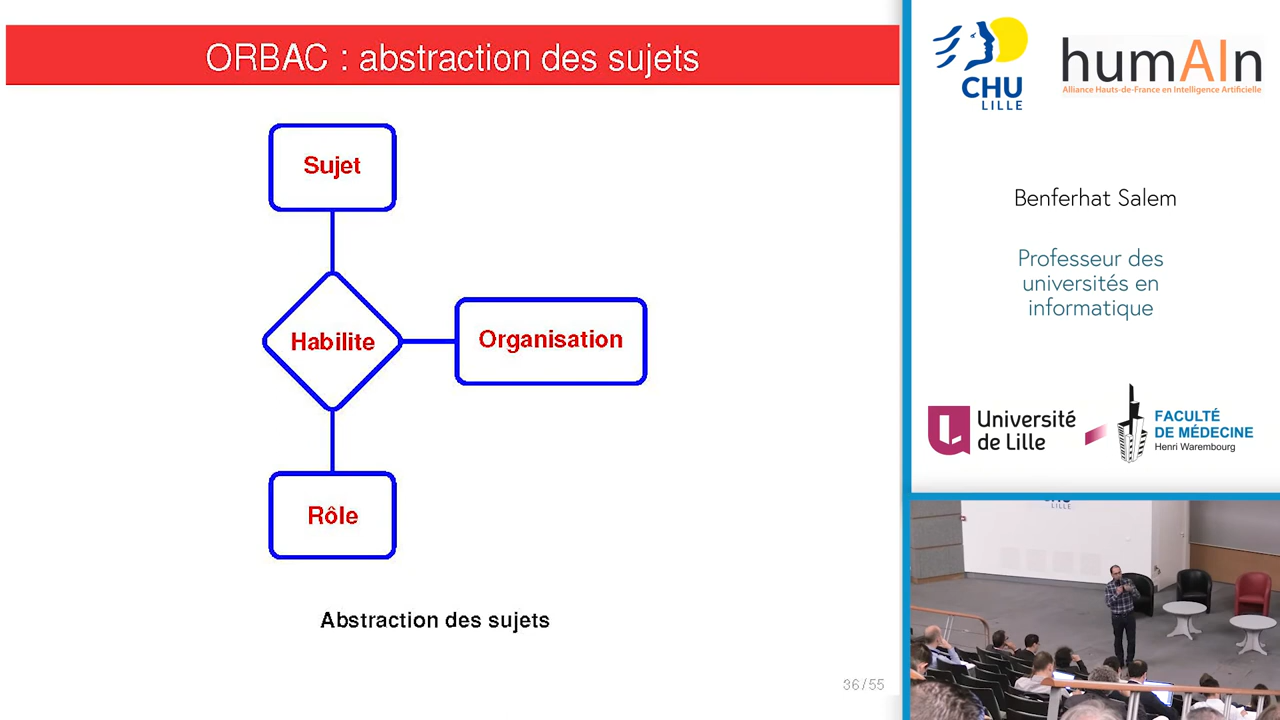 ORBAC : abstraction des sujets
Sujet
Habilite
Organisation
Rôle
Abstraction des sujets
36/55
CHU
LILLE
humAIn
Alliance Hauts-de-France en Intelligence Artificielle
Benferhat Salem
Professeur des
universités en
informatique
Université
de Lille
FACULTÉ
DE MÉDECINE
Henri Warembourg
LILLE